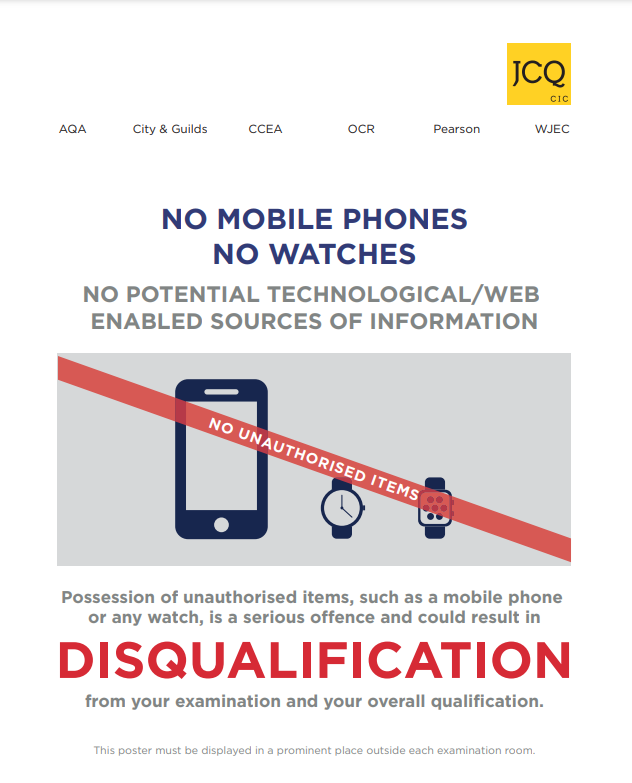 JCQ
CIC
AQA City & Guilds CCEA OCR Pearson WJEC
NO MOBILE PHONES
NO WATCHES
NO POTENTIAL TECHNOLOGICAL/WEB
ENABLED SOURCES OF INFORMATION
NO UNAUTHORISED ITEMS
Possession of unauthorised items, such as a mobile phone
or any watch, is a serious offence and could result in
DISQUALIFICATION
from your examination and your overall qualification.
This poster must be displayed in a prominent place outside each examination room.